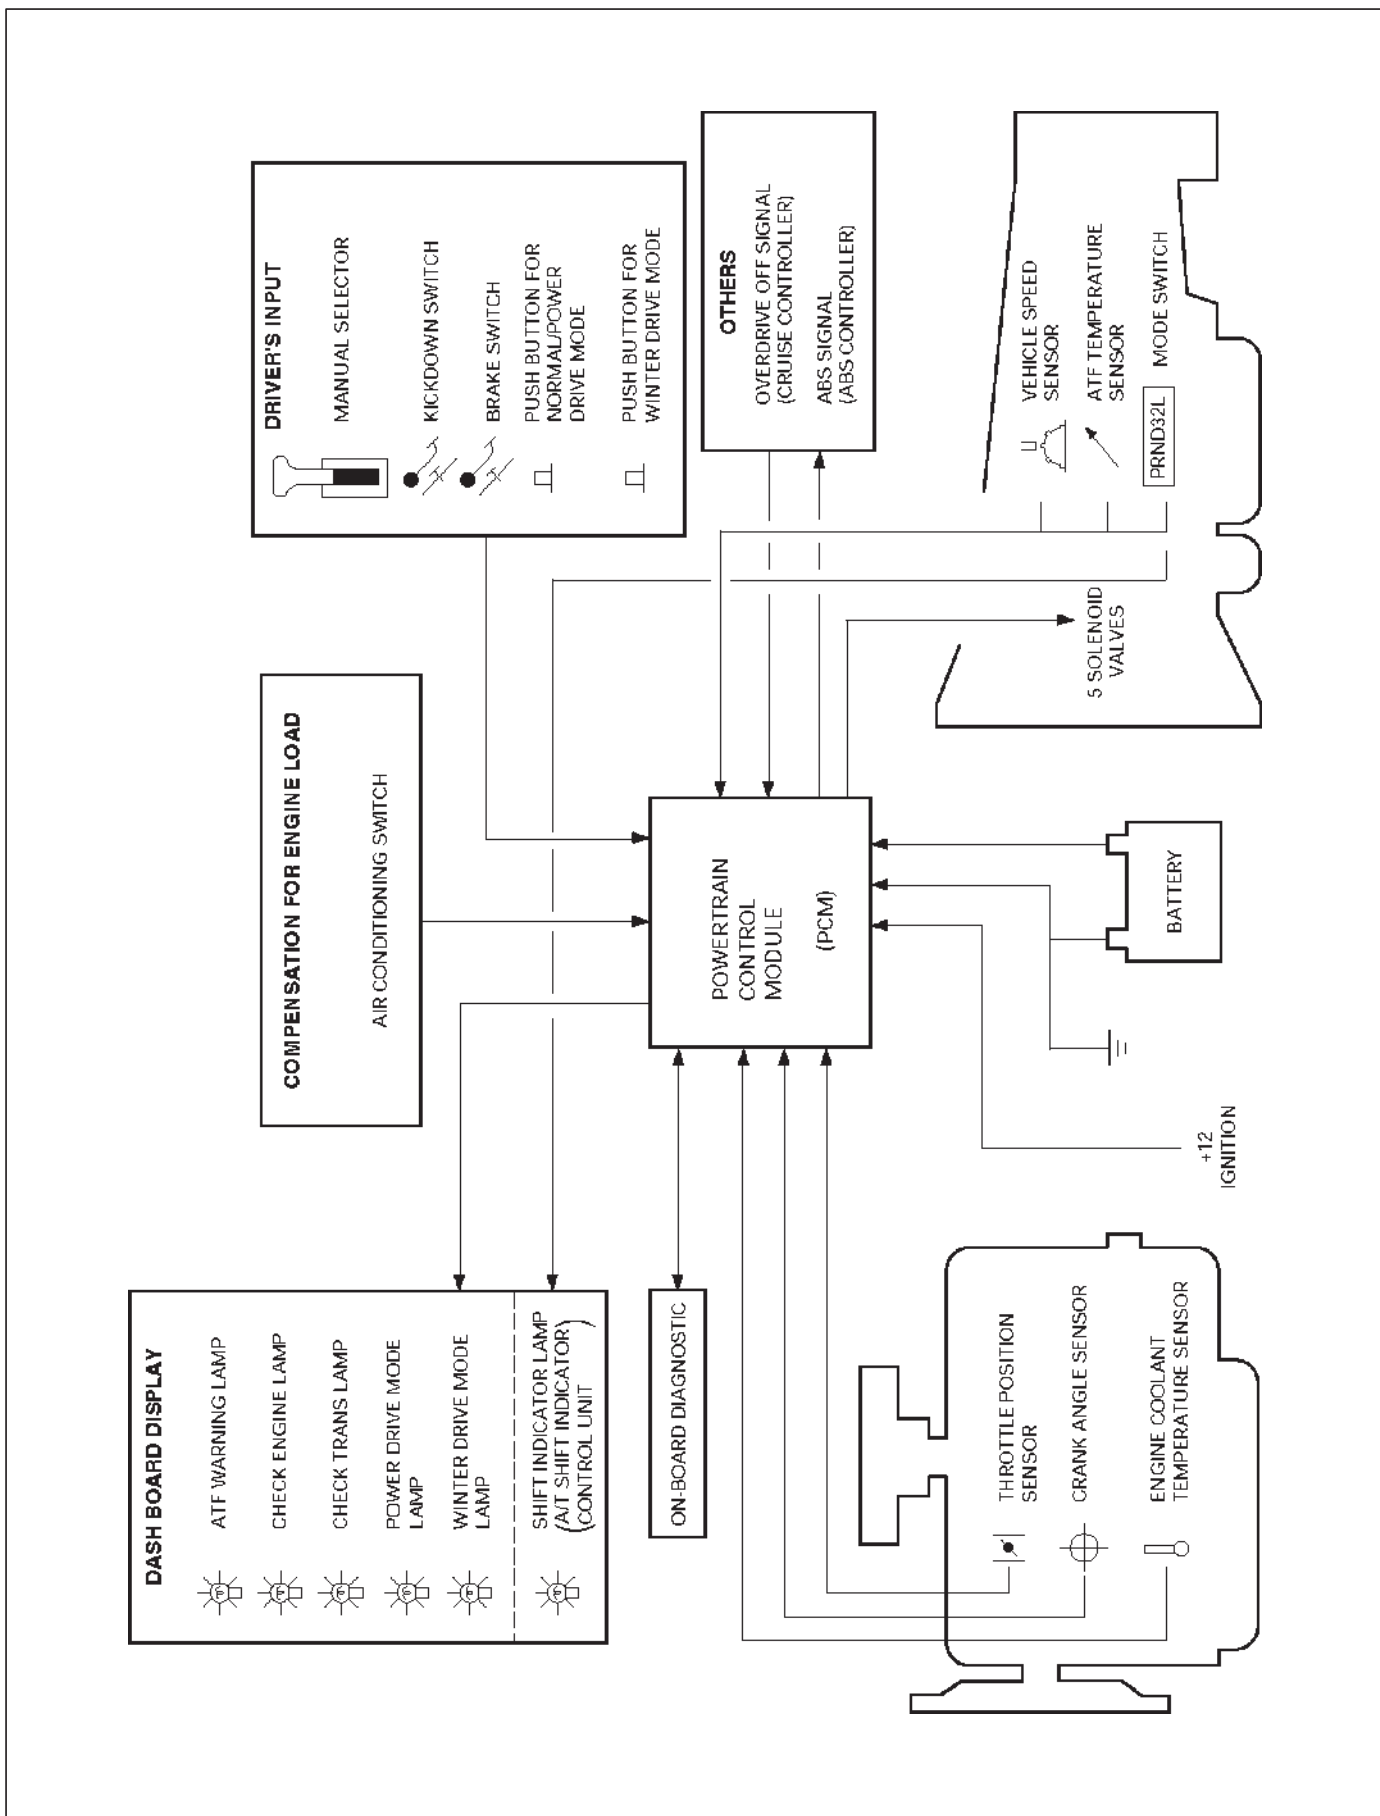 DASH BOARD DISPLAY
ATF WARNING LAMP
CHECK ENGINE LAMP
CHECK TRANS LAMP
POWER DRIVE MODE
LAMP
WINTER DRIVE MODE
LAMP
SHIFT INDICATOR LAMP
(A/T SHIFT INDICATOR)
(CONTROL UNIT)
COMPENSATION FOR ENGINE LOAD
AIR CONDITIONING SWITCH
DRIVER'S INPUT
MANUAL SELECTOR
KICKDOWN SWITCH
BRAKE SWITCH
PUSH BUTTON FOR
NORMAL/POWER
DRIVE MODE
PUSH BUTTON FOR
WINTER DRIVE MODE
ON-BOARD DIAGNOSTIC
POWERTRAIN
CONTROL
MODULE
(PCM)
OTHERS
OVERDRIVE OFF SIGNAL
(CRUISE CONTROLLER)
ABS SIGNAL
(ABS CONTROLLER)
THROTTLE POSITION
SENSOR
CRANK ANGLE SENSOR
ENGINE COOLANT
TEMPERATURE SENSOR
+12
IGNITION
BATTERY
5 SOLENOID
VALVES
VEHICLE SPEED
SENSOR
ATF TEMPERATURE
SENSOR
PRND32L
MODE SWITCH